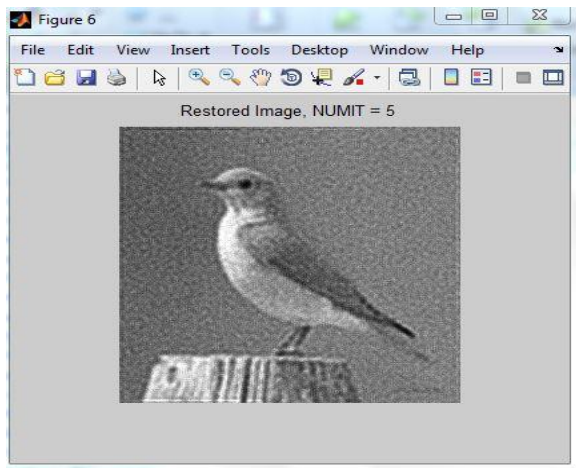 Figure 6
File Edit View Insert Tools Desktop Window Help
Restored Image, NUMIT = 5